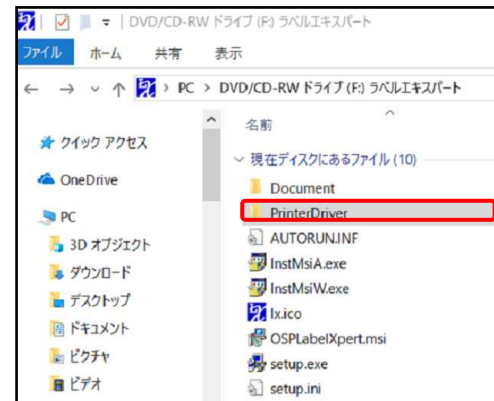 DVD/CD-RW ドライブ (F:) ラベルエキスパート
ファイル ホーム 共有 表示
PC > DVD/CD-RW ドライブ (F:) ラベルエキスパート
名前
クイック アクセス
現在ディスクにあるファイル (10)
OneDrive
Document
PC
PrinterDriver
3D オブジェクト
AUTORUN.INF
ダウンロード
InstMsiA.exe
デスクトップ
InstMsiW.exe
ドキュメント
lx.ico
ピクチャ
OSPLabelXpert.msi
ビデオ
setup.exe
setup.ini